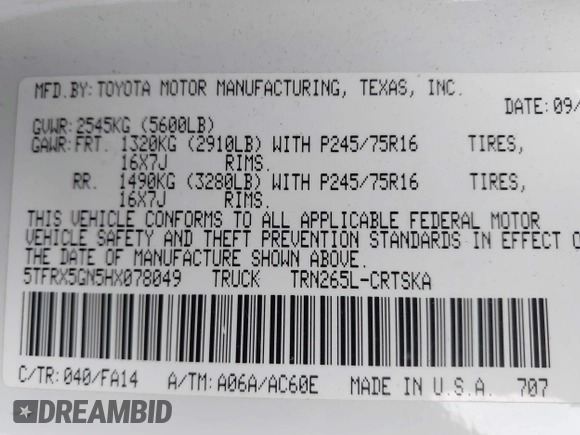 MFD.BY:TOYOTA MOTOR MANUFACTURING, TEXAS, INC.
DATE:09/
GVWR:2545KG (5600LB)
GAWR:FRT. 1320KG (2910LB) WITH P245/75R16 TIRES,
16X7J RIMS.
RR. 1490KG (3280LB) WITH P245/75R16 TIRES,
16X7J RIMS.
THIS VEHICLE CONFORMS TO ALL APPLICABLE FEDERAL MOTOR
VEHICLE SAFETY AND THEFT PREVENTION STANDARDS IN EFFECT
THE DATE OF MANUFACTURE SHOWN ABOVE.
5TFRX5GN5HX078049 TRUCK TRN265L-CRTSKA
C/TR:040/FA14 A/TM:A06A/AC60E MADE IN U.S.A. 707
DREAMBID